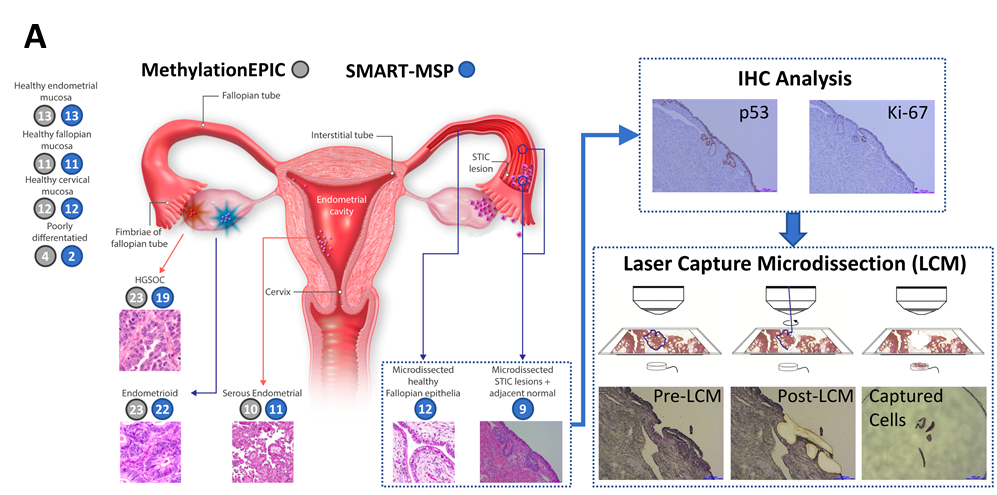 A
MethylationEPIC
SMART-MSP
Healthy endometrial
mucosa
13 13
Healthy fallopian
mucosa
11 11
Healthy cervical
mucosa
12 12
Poorly
differentatied
4 2
Fallopian tube
Interstitial tube
STIC
lesion
Endometrial
cavity
Fimbriae of
fallopian tube
Cervix
HGSOC
23 19
Endometrioid
23 22
Serous Endometrial
10 11
Microdissected
healthy
Fallopian epithelia
12
Microdissected
STIC lesions +
adjacent normal
9
IHC Analysis
p53
Ki-67
Laser Capture Microdissection (LCM)
Pre-LCM
Post-LCM
Captured
Cells